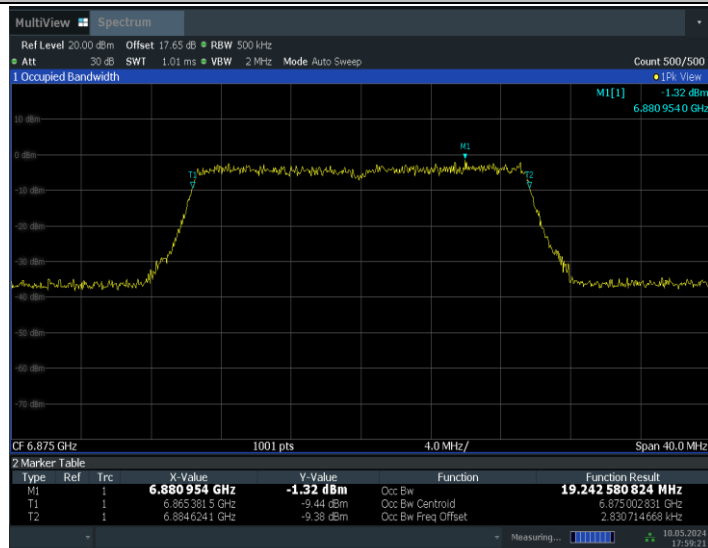 MultiView Spectrum
Ref Level 20.00 dBm Offset 17.65 dB RBW 500 kHz
Att 30 dB SWT 1.01 ms VBW 2 MHz Mode Auto Sweep Count 500/500
1 Occupied Bandwidth 1Pk View
M1[1] -1.32 dBm
6.8809540 GHz
10 dBm
0 dBm
M1
T1 T2
-10 dBm
-20 dBm
-30 dBm
-40 dBm
-50 dBm
-60 dBm
-70 dBm
CF 6.875 GHz 1001 pts 4.0 MHz/ Span 40.0 MHz
2 Marker Table
Type Ref Trc X-Value Y-Value Function Function Result
M1 1 6.880 954 GHz -1.32 dBm Occ Bw 19.242 580 824 MHz
T1 1 6.865 381 5 GHz -9.44 dBm Occ Bw Centroid 6.875 002 831 GHz
T2 1 6.884 624 1 GHz -9.38 dBm Occ Bw Freq Offset 2.830 714 668 kHz
Measuring... 10.05.2024
17:59:21